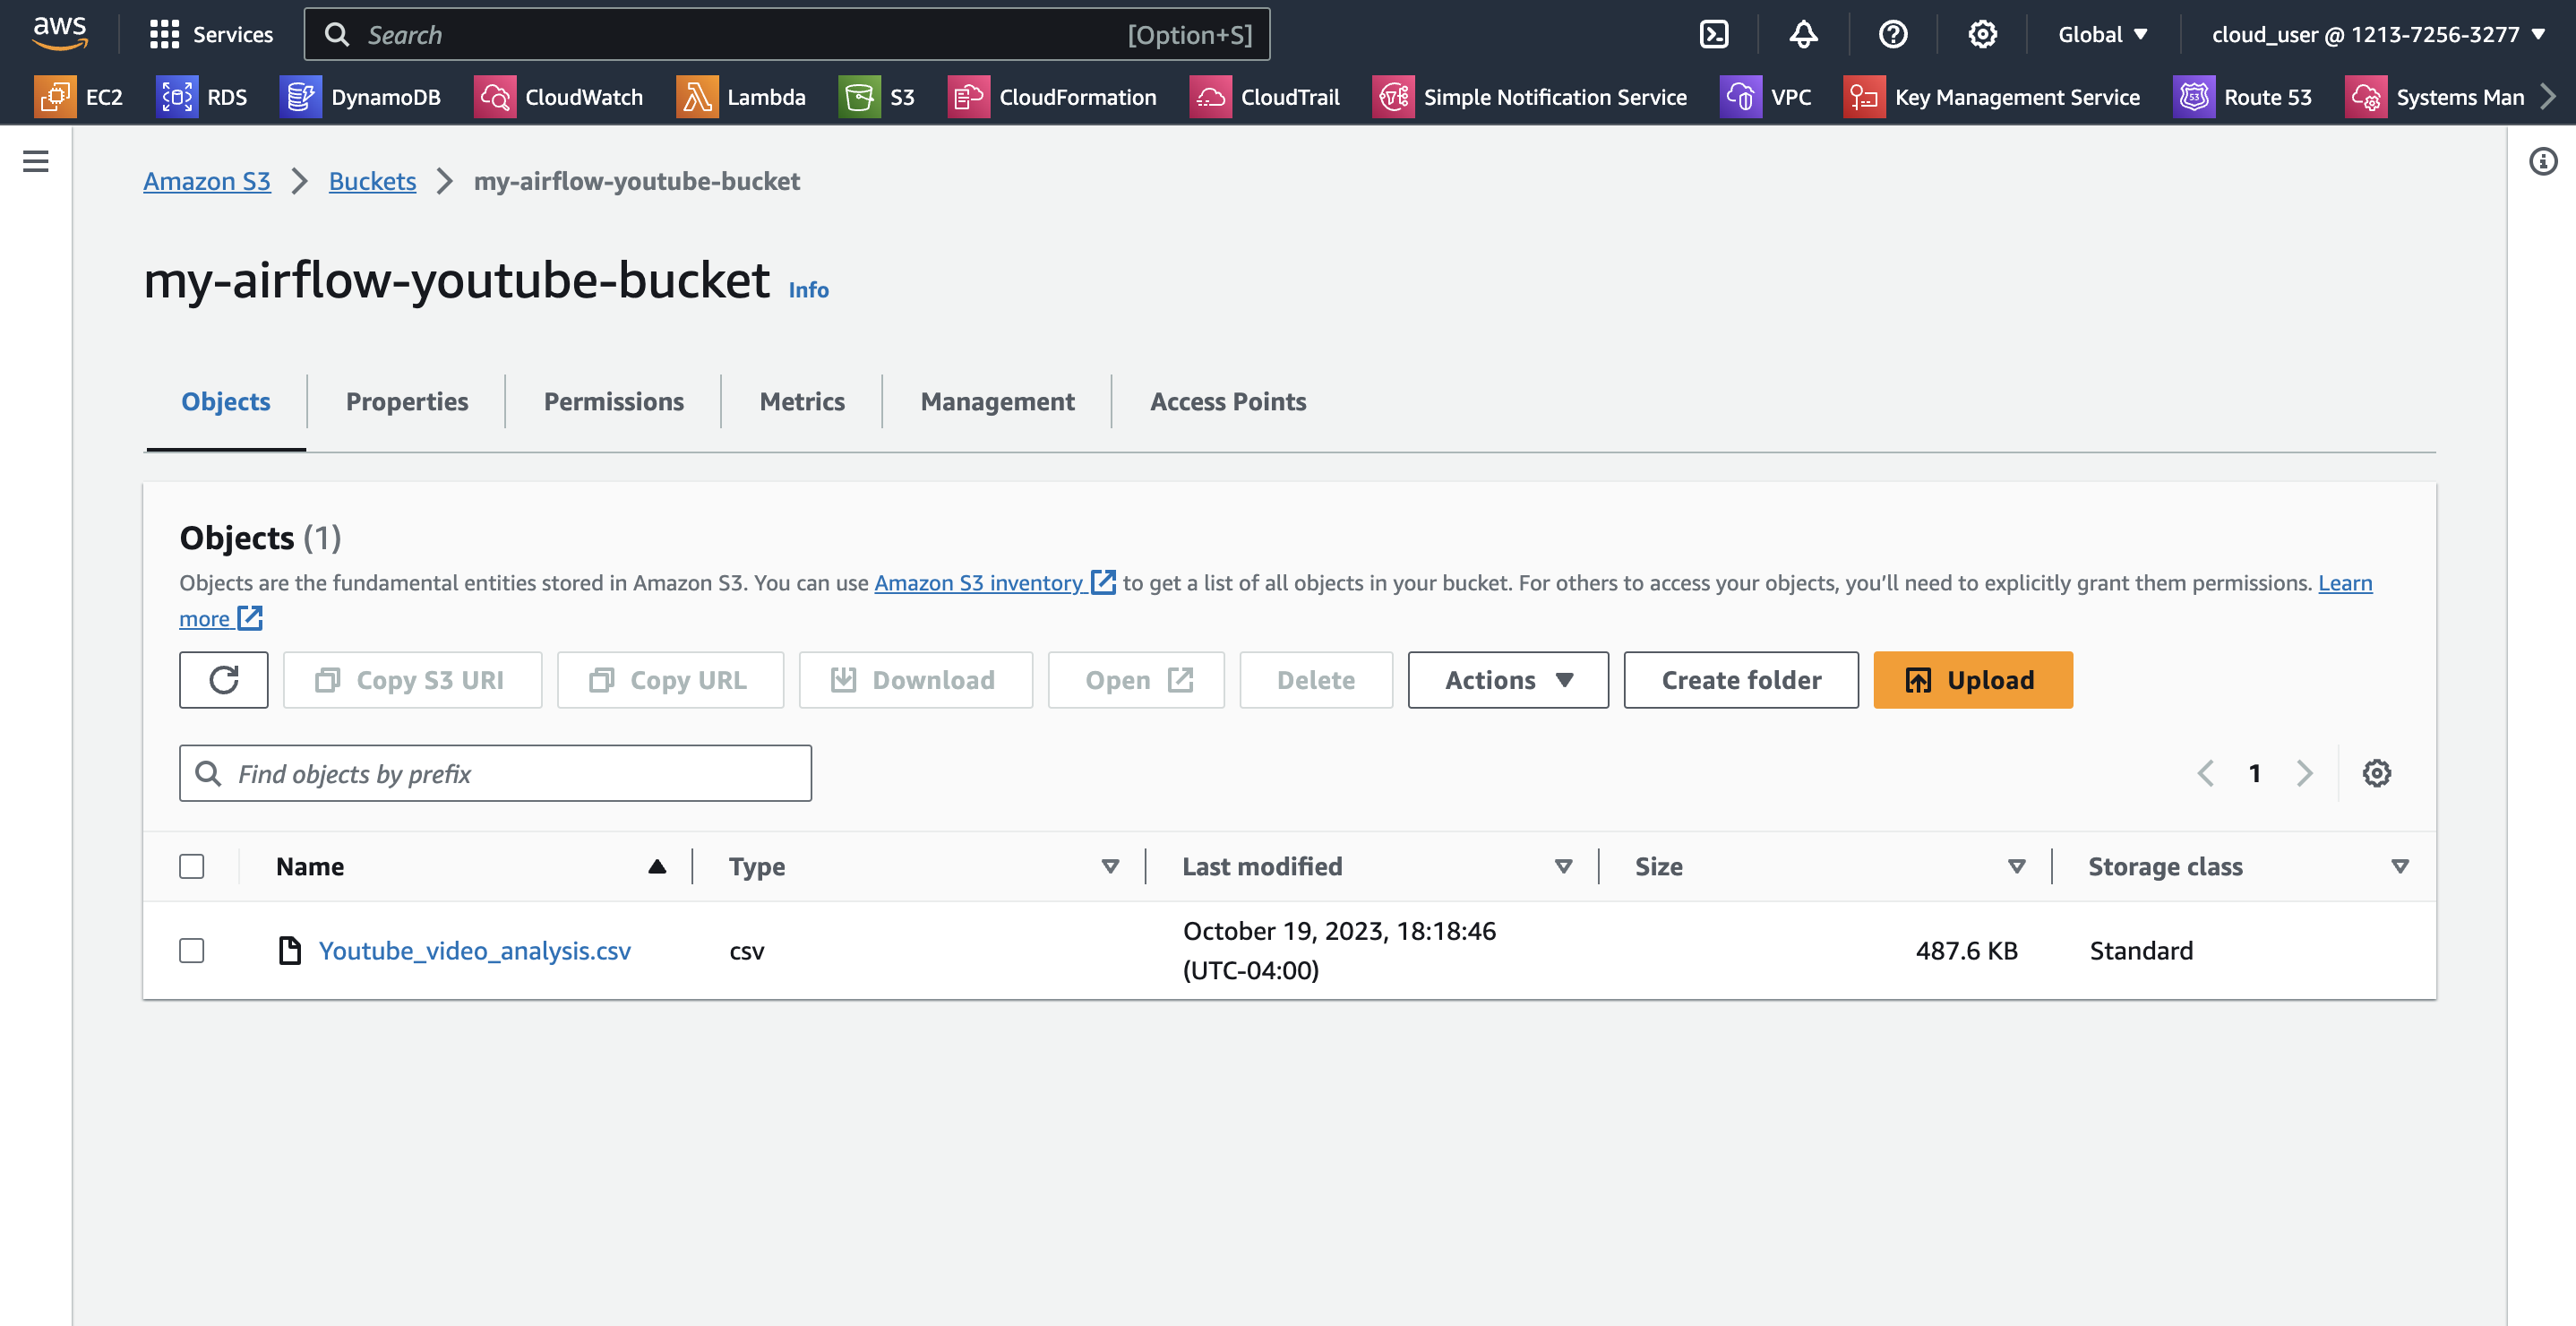 aws
Services
Search [Option+S]
Global
cloud_user @ 1213-7256-3277
EC2 RDS DynamoDB CloudWatch Lambda S3 CloudFormation CloudTrail Simple Notification Service VPC Key Management Service 53 Route 53 Systems Man
Amazon S3 Buckets my-airflow-youtube-bucket
my-airflow-youtube-bucket Info
Objects Properties Permissions Metrics Management Access Points
Objects (1)
Objects are the fundamental entities stored in Amazon S3. You can use Amazon S3 inventory to get a list of all objects in your bucket. For others to access your objects, you’ll need to explicitly grant them permissions. Learn
more
Copy S3 URI Copy URL Download Open Delete Actions Create folder Upload
Find objects by prefix 1
Name Type Last modified Size Storage class
Youtube_video_analysis.csv csv October 19, 2023, 18:18:46 487.6 KB Standard
(UTC-04:00)